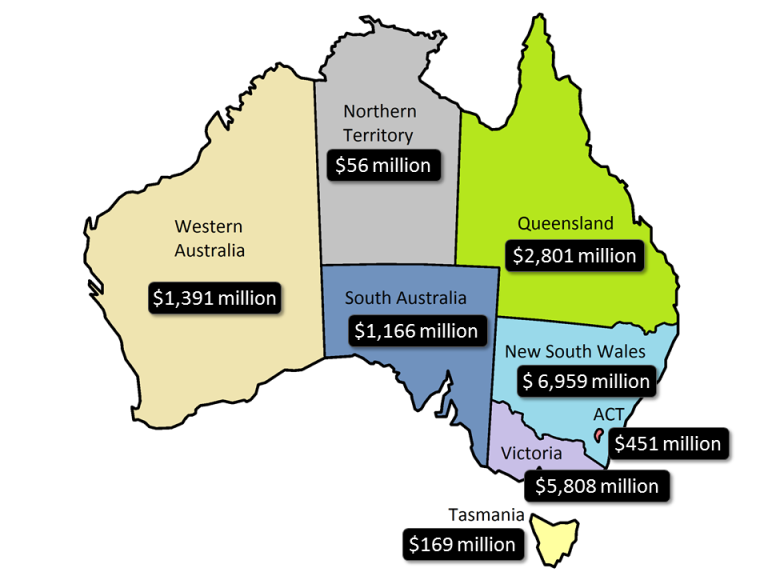 Northern
Territory
$56 million
Western
Australia
$1,391 million
Queensland
$2,801 million
South Australia
$1,166 million
New South Wales
$ 6,959 million
ACT
$451 million
Victoria
$5,808 million
Tasmania
$169 million